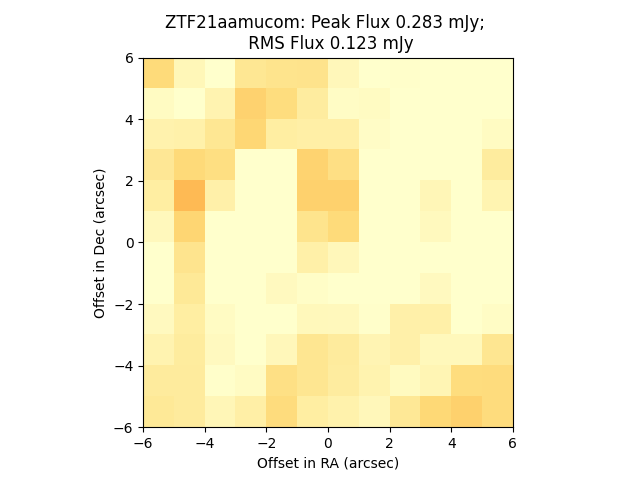 ZTF21aamucom: Peak Flux 0.283 mJy;
RMS Flux 0.123 mJy
6
4
2
0
−2
−4
−6
Offset in Dec (arcsec)
−6 −4 −2 0 2 4 6
Offset in RA (arcsec)